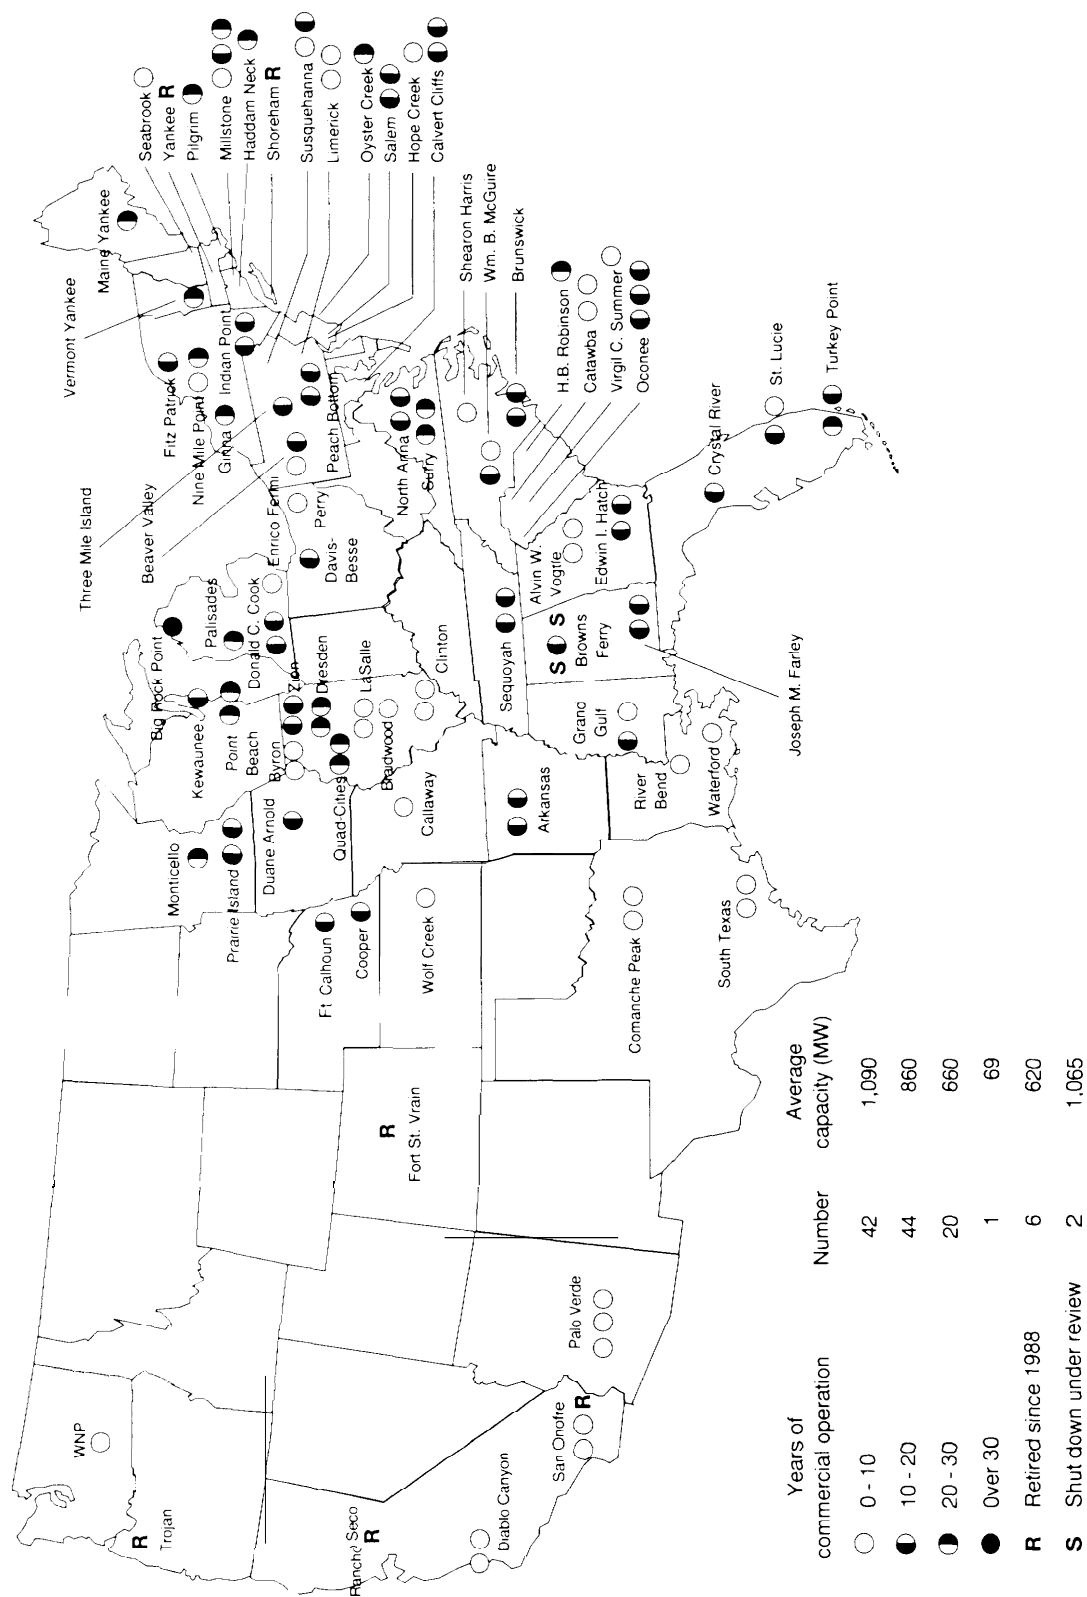 WNP
R
Trojan
Rancho Seco
R
Diablo Canyon
San Onofre
R
Palo Verde
R
Fort St. Vrain
Monticello
Prairie Island
Ft Calhoun
Cooper
Wolf Creek
Comanche Peak
South Texas
Duane Arnold
Quad-Cities
Callaway
Arkansas
River
Bend
Waterford
Grand
Gulf
Big Rock Point
Kewaunee
Point
Beach
Byron
Zion
Dresden
LaSalle
Braidwood
Clinton
Palisades
Donald C. Cook
Enrico Fermi
Davis-
Besse
Perry
Three Mile Island
Beaver Valley
Sequoyah
S S
Browns
Ferry
Joseph M. Farley
Alvin W.
Vogtle
Edwin I. Hatch
Vermont Yankee
Maine Yankee
Fitz Patrick
Nine Mile Point
Ginna
Indian Point
Peach Bottom
North Anna
Surry
Seabrook
Yankee R
Pilgrim
Millstone
Haddam Neck
Shoreham R
Susquehanna
Limerick
Oyster Creek
Salem
Hope Creek
Calvert Cliffs
Shearon Harris
Wm. B. McGuire
Brunswick
H.B. Robinson
Catawba
Virgil C. Summer
Oconee
Crystal River
St. Lucie
Turkey Point
Years of
commercial operation
Number
Average
capacity (MW)
0 - 10 42 1,090
10 - 20 44 860
20 - 30 20 660
Over 30 1 69
R Retired since 1988 6 620
S Shut down under review 2 1,065